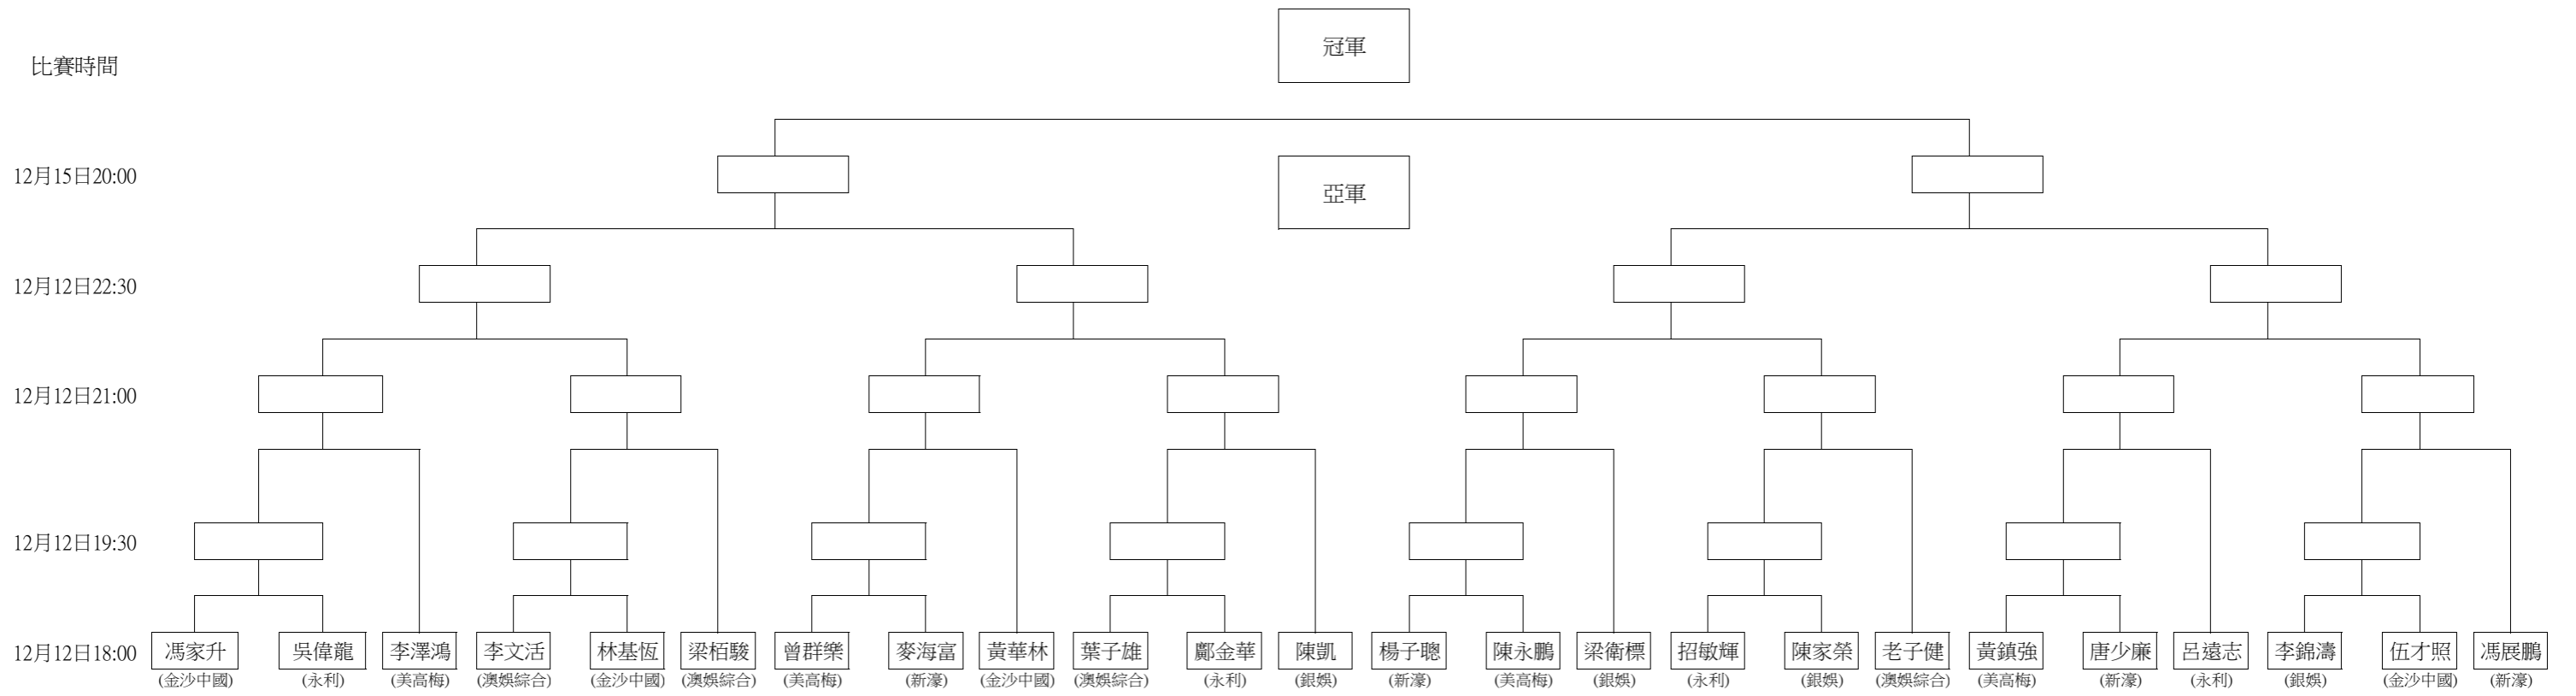 冠軍
比賽時間
12月15日20:00
亞軍
12月12日22:30
12月12日21:00
12月12日19:30
12月12日18:00 馮家升 吳偉龍 李澤鴻 李文活 林基恆 梁栢駿 曾群樂 麥海富 黃華林 葉子雄 鄺金華 陳凱 楊子聰 陳永鵬 梁衛標 招敏輝 陳家榮 老子健 黃鎮強 唐少廉 呂遠志 李錦濤 伍才照 馮展鵬
(金沙中國) (永利) (美高梅) (澳娛綜合) (金沙中國) (澳娛綜合) (美高梅) (新濠) (金沙中國) (澳娛綜合) (永利) (銀娛) (新濠) (美高梅) (銀娛) (永利) (銀娛) (澳娛綜合) (美高梅) (新濠) (永利) (銀娛) (金沙中國) (新濠)